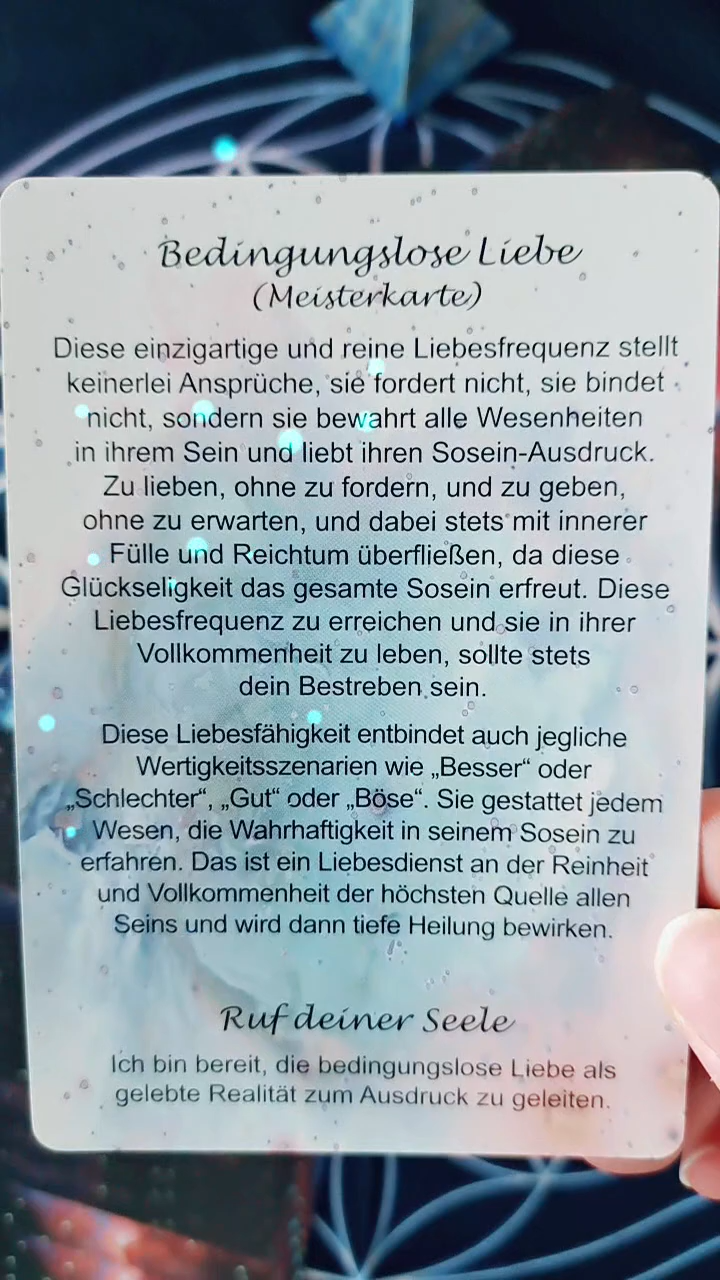 Bedingungslose Liebe
(Meisterkarte)
Diese einzigartige und reine Liebesfrequenz stellt
keinerlei Ansprüche, sie fordert nicht, sie bindet
nicht, sondern sie bewahrt alle Wesenheiten
in ihrem Sein und liebt ihren Sosein-Ausdruck.
Zu lieben, ohne zu fordern, und zu geben,
ohne zu erwarten, und dabei stets mit innerer
Fülle und Reichtum überfließen, da diese
Glückseligkeit das gesamte Sosein erfreut. Diese
Liebesfrequenz zu erreichen und sie in ihrer
Vollkommenheit zu leben, sollte stets
dein Bestreben sein.
Diese Liebesfähigkeit entbindet auch jegliche
Wertigkeitsszenarien wie „Besser“ oder
„Schlechter“, „Gut“ oder „Böse“. Sie gestattet jedem
Wesen, die Wahrhaftigkeit in seinem Sosein zu
erfahren. Das ist ein Liebesdienst an der Reinheit
und Vollkommenheit der höchsten Quelle allen
Seins und wird dann tiefe Heilung bewirken.
Ruf deiner Seele
Ich bin bereit, die bedingungslose Liebe als
gelebte Realität zum Ausdruck zu geleiten.